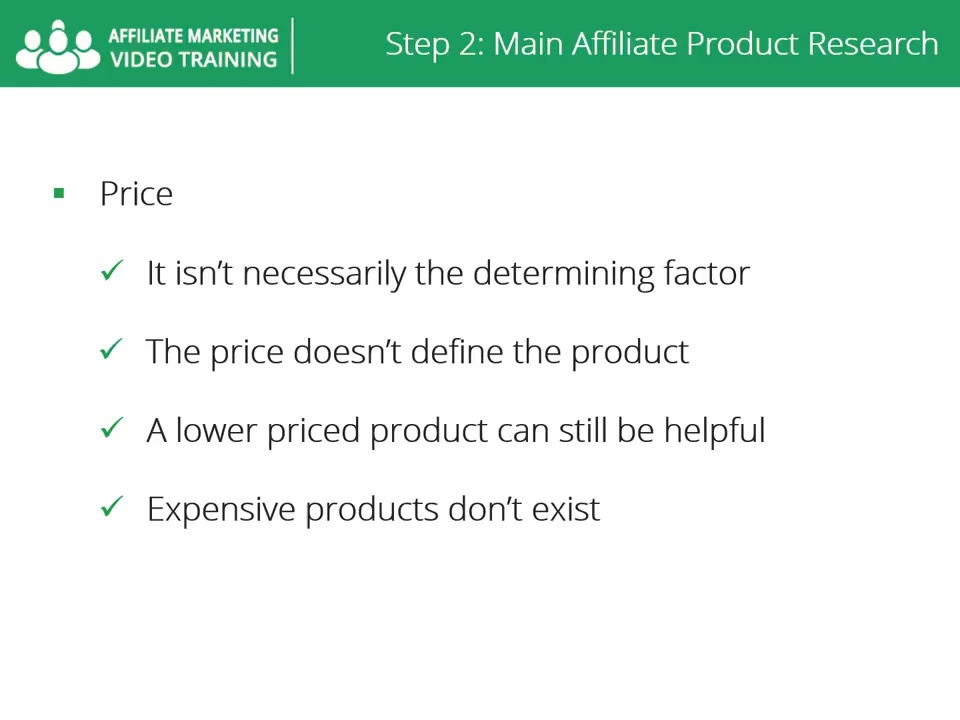 AFFILIATE MARKETING
VIDEO TRAINING
Step 2: Main Affiliate Product Research
Price
It isn’t necessarily the determining factor
The price doesn’t define the product
A lower priced product can still be helpful
Expensive products don’t exist